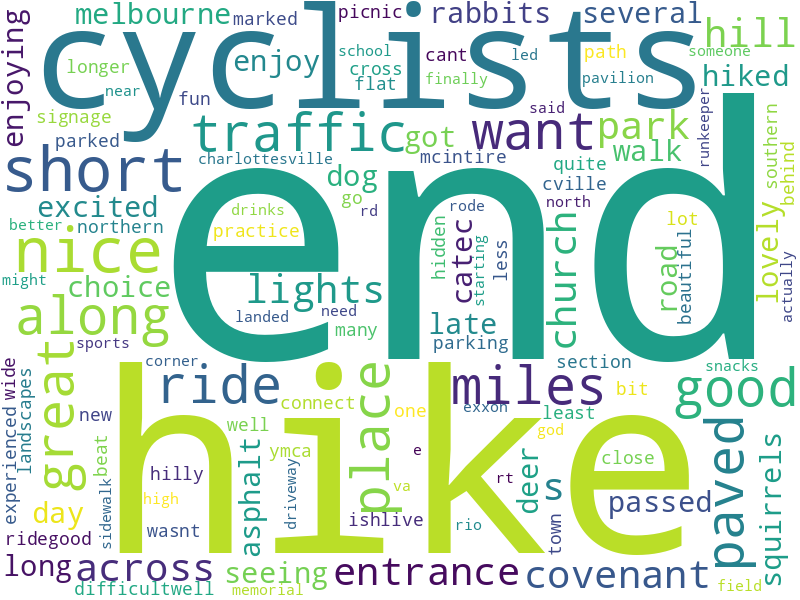 picnic
melbourne
marked
rabbits
several
cyclists
hill
enjoying
longer
school
cross
flat
cant
led
path
someone
finally
pavilion
hiked
enjoy
near
fun
signage
parked
traffic
got
want
park
said
runkeeper
short
charlottesville
mcintire
walk
quite
southern
behind
dog
go
rd
cville
excited
northern
better
drinks
practice
rode
north
hidden
catec
starting
less
church
lot
road
beautiful
lovely
actually
end
nice
might
choice
lights
along
landed
need
many
late
parking
sports
great
corner
ride
place
miles
section
snacks
good
wide
experienced
landscapes
new
beat
sidewalk
connect
exxon
one
least
bit
well
god
hike
ymca
asphalt
driveway
hilly
high
day
wasnt
e
va
rt
rio
deer
s
town
close
passed
paved
squirrels
ridegood
ishlive
long
across
seeing
entrance
covenant
difficultwell
memorial
field